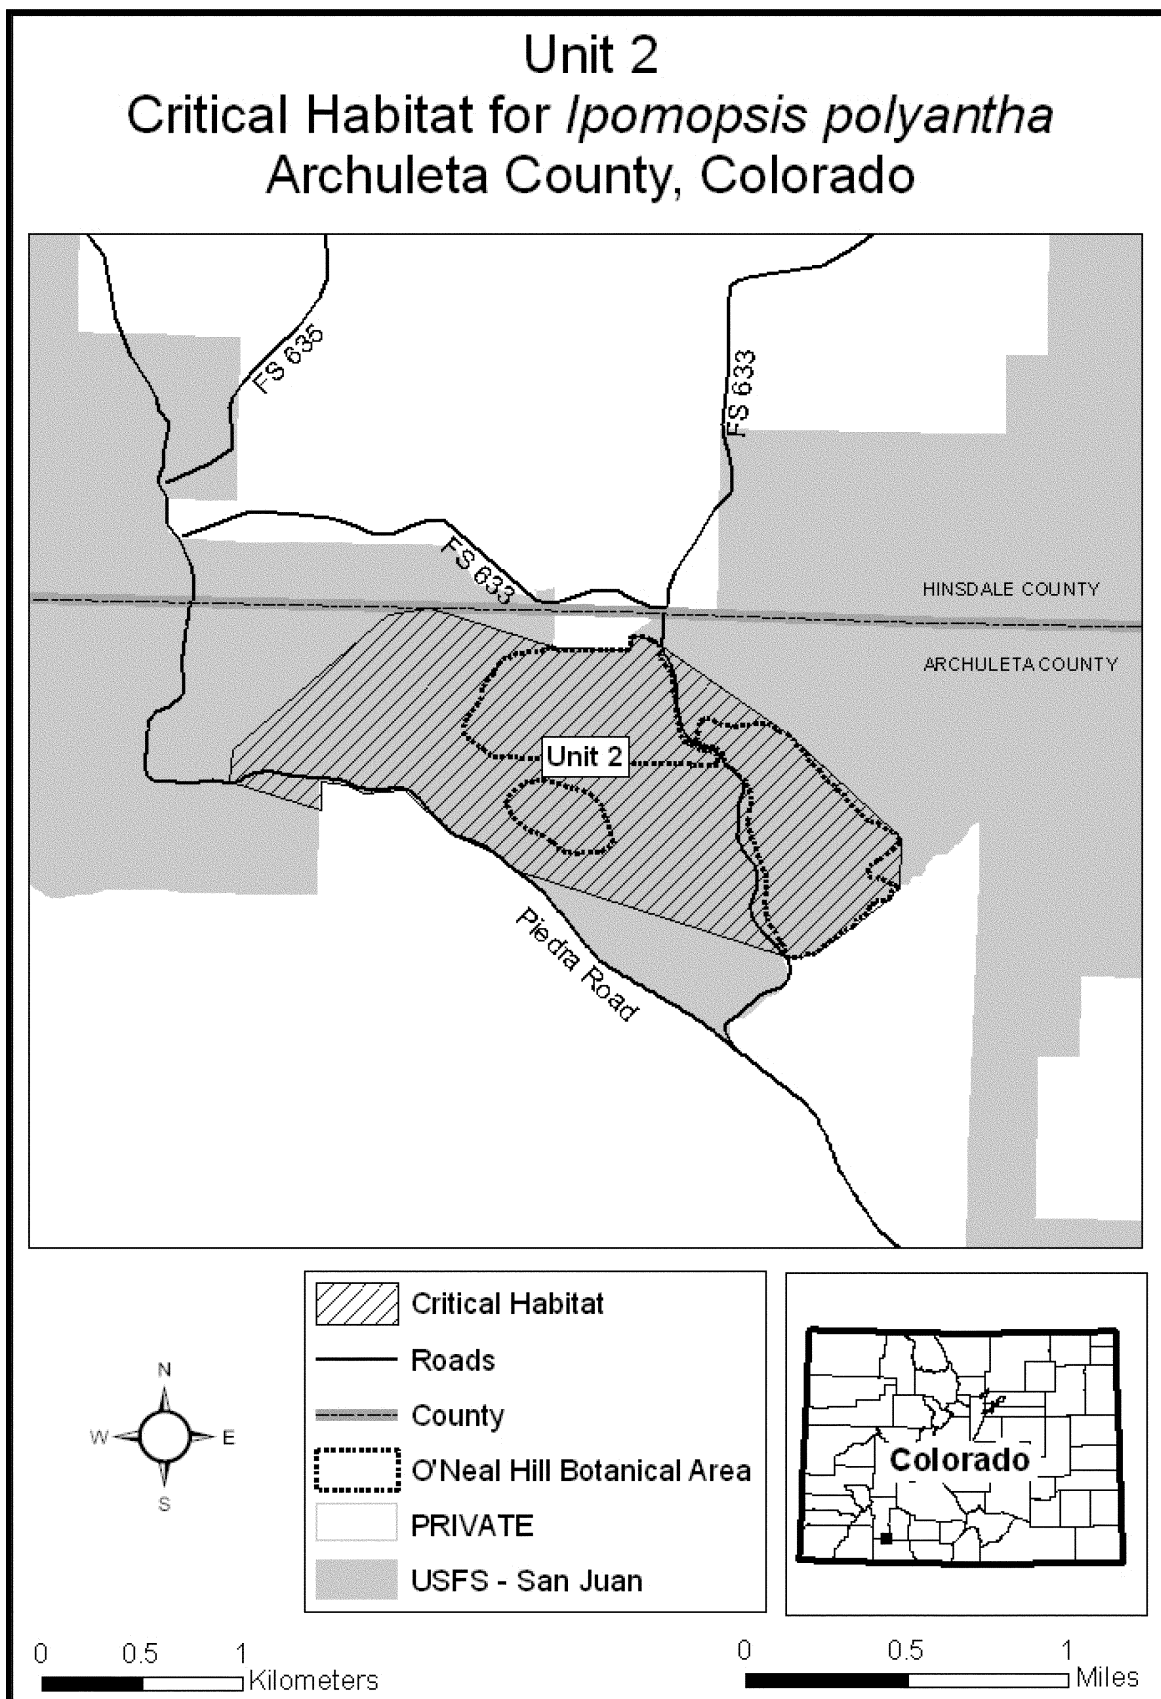 Unit 2
Critical Habitat for Ipomopsis polyantha
Archuleta County, Colorado
FS 635
FS 633
FS 633
HINSDALE COUNTY
ARCHULETA COUNTY
Unit 2
Piedra Road
Critical Habitat
Roads
County
O'Neal Hill Botanical Area
PRIVATE
USFS - San Juan
N
W
E
S
Colorado
0 0.5 1
Kilometers
0 0.5 1
Miles